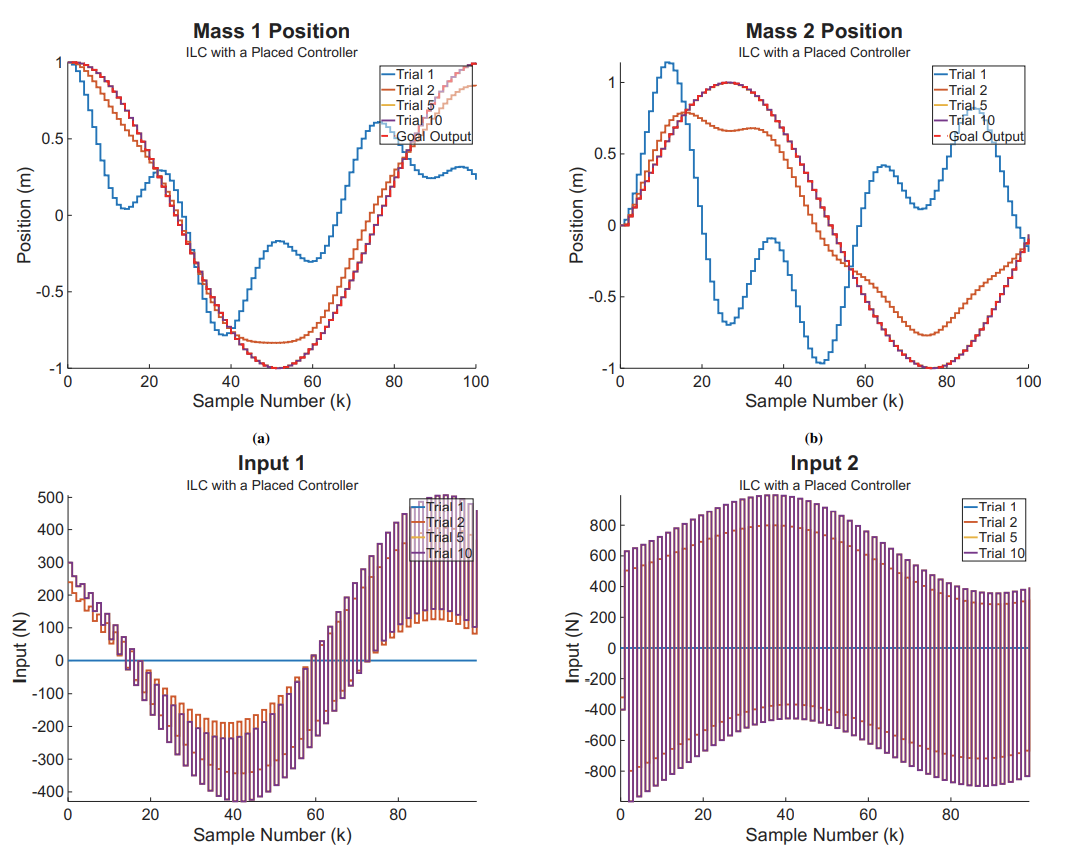 Mass 1 Position
ILC with a Placed Controller
1
0.5
0
-0.5
-1
Position (m)
0 20 40 60 80 100
Sample Number (k)
Trial 1
Trial 2
Trial 5
Trial 10
Goal Output
(a)
Mass 2 Position
ILC with a Placed Controller
1
0.5
0
-0.5
-1
Position (m)
0 20 40 60 80 100
Sample Number (k)
Trial 1
Trial 2
Trial 5
Trial 10
Goal Output
(b)
Input 1
ILC with a Placed Controller
500
400
300
200
100
0
-100
-200
-300
-400
Input (N)
0 20 40 60 80
Sample Number (k)
Trial 1
Trial 2
Trial 5
Trial 10
Input 2
ILC with a Placed Controller
800
600
400
200
0
-200
-400
-600
-800
Input (N)
0 20 40 60 80
Sample Number (k)
Trial 1
Trial 2
Trial 5
Trial 10